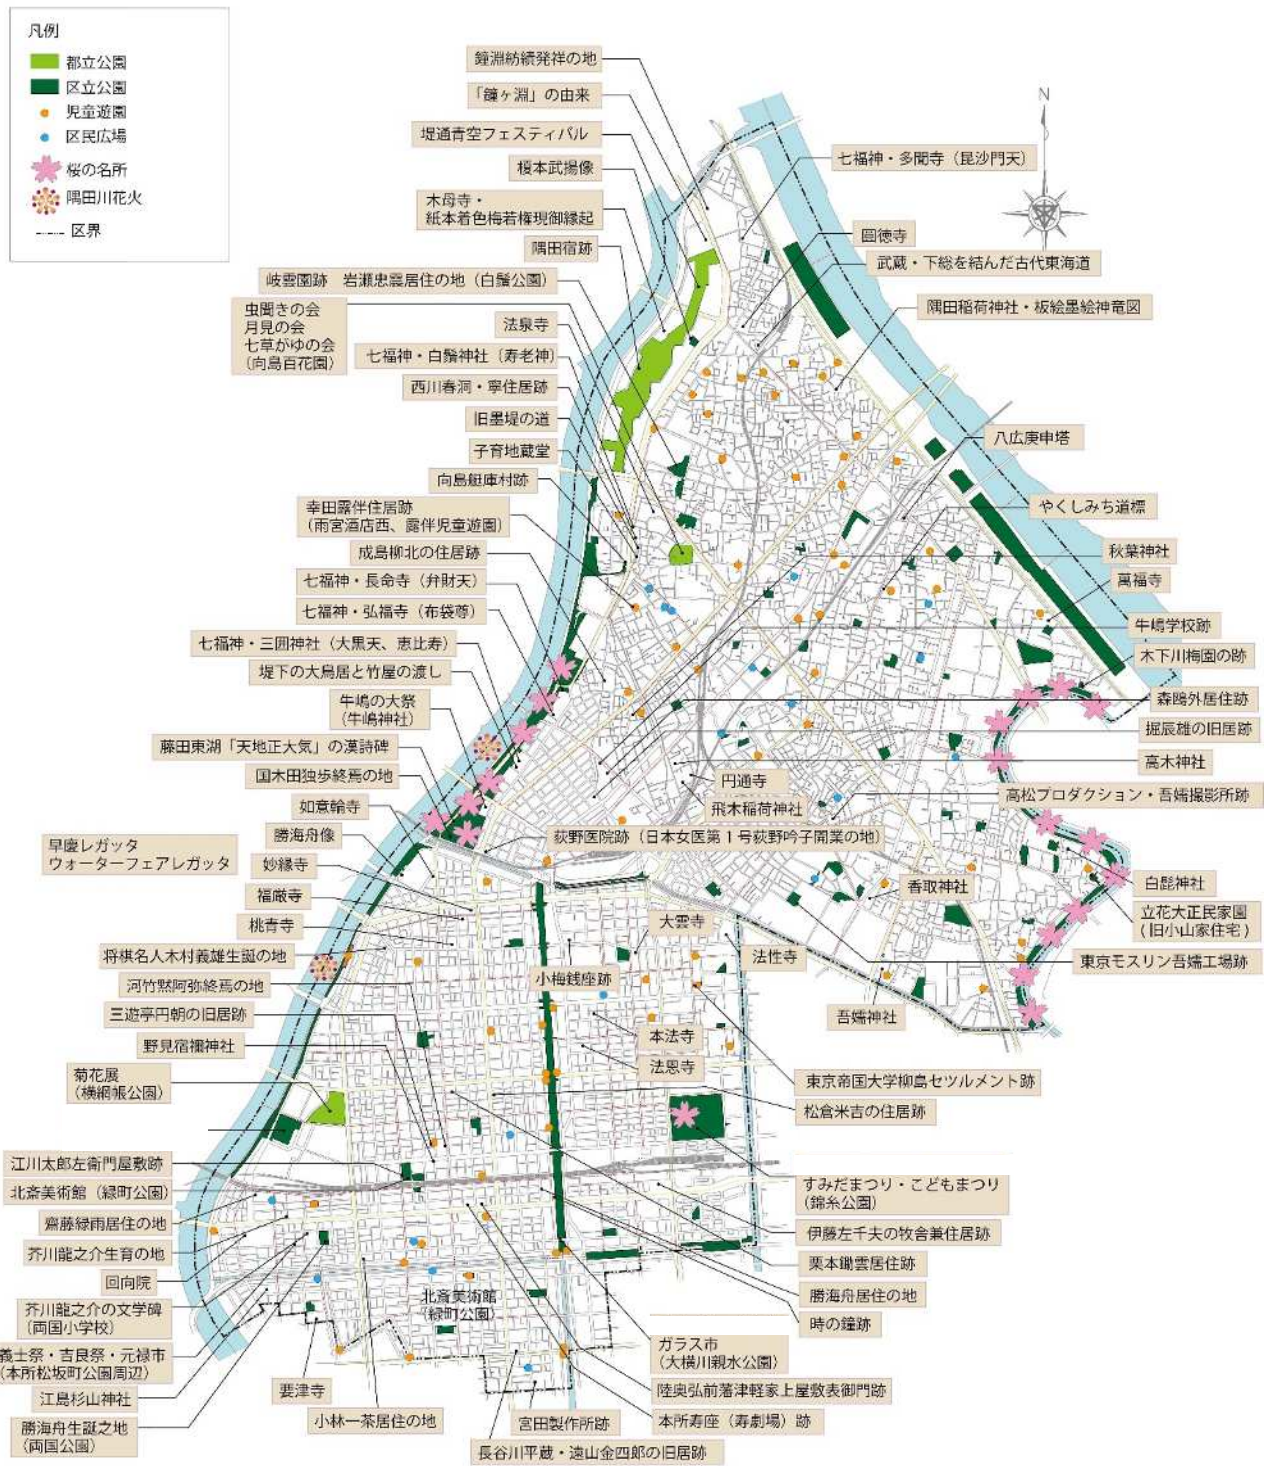 凡例
都立公園
区立公園
児童遊園
区民広場
桜の名所
隅田川花火
区界
N
鐘淵紡績発祥の地
「鐘ヶ淵」の由来
堤通青空フェスティバル
榎本武揚像
木母寺・
紙本着色梅若権現御縁起
隅田宿跡
岐雲園跡　岩瀬忠震居住の地（白鬚公園）
虫聞きの会
月見の会
七草がゆの会
（向島百花園）
法泉寺
七福神・白鬚神社（寿老神）
西川春洞・寧住居跡
旧墨堤の道
子育地蔵堂
向島艇庫村跡
幸田露伴住居跡
（雨宮酒店西、露伴児童遊園）
成島柳北の住居跡
七福神・長命寺（弁財天）
七福神・弘福寺（布袋尊）
七福神・三囲神社（大黒天、恵比寿）
堤下の大鳥居と竹屋の渡し
牛嶋の大祭
（牛嶋神社）
藤田東湖「天地正大気」の漢詩碑
国木田独歩終焉の地
如意輪寺
勝海舟像
早慶レガッタ
ウォーターフェアレガッタ
妙縁寺
福厳寺
桃青寺
将棋名人木村義雄生誕の地
河竹黙阿弥終焉の地
三遊亭円朝の旧居跡
野見宿禰神社
菊花展
（横網帳公園）
江川太郎左衛門屋敷跡
北斎美術館（緑町公園）
齋藤緑雨居住の地
芥川龍之介生育の地
回向院
芥川龍之介の文学碑
（両国小学校）
義士祭・吉良祭・元禄市
（本所松坂町公園周辺）
江島杉山神社
勝海舟生誕之地
（両国公園）
要津寺
小林一茶居住の地
北斎美術館
（緑町公園）
宮田製作所跡
長谷川平蔵・遠山金四郎の旧居跡
七福神・多聞寺（毘沙門天）
圓徳寺
武蔵・下総を結んだ古代東海道
隅田稲荷神社・板絵墨絵神竜図
八広庚申塔
やくしみち道標
秋葉神社
萬福寺
牛嶋学校跡
木下川梅園の跡
森鴎外居住跡
堀辰雄の旧居跡
高木神社
円通寺
飛木稲荷神社
高松プロダクション・吾嬬撮影所跡
荻野医院跡（日本女医第１号荻野吟子開業の地）
香取神社
白髭神社
立花大正民家園
（旧小山家住宅）
東京モスリン吾嬬工場跡
大雲寺
法性寺
小梅銭座跡
吾嬬神社
本法寺
法恩寺
東京帝国大学柳島セツルメント跡
松倉米吉の住居跡
すみだまつり・こどもまつり
（錦糸公園）
伊藤左千夫の牧舎兼住居跡
栗本鋤雲居住跡
勝海舟居住の地
時の鐘跡
ガラス市
（大横川親水公園）
陸奥弘前藩津軽家上屋敷表御門跡
本所寿座（寿劇場）跡